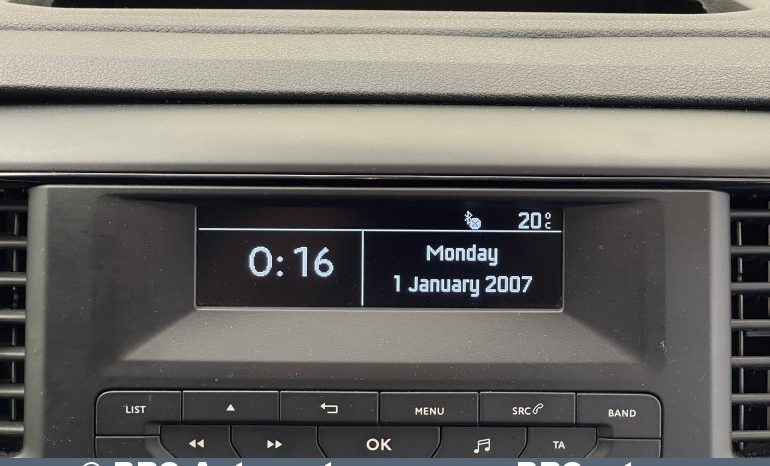 20°C
0:16
Monday
1 January 2007
LIST
MENU
SRC
BAND
OK
TA